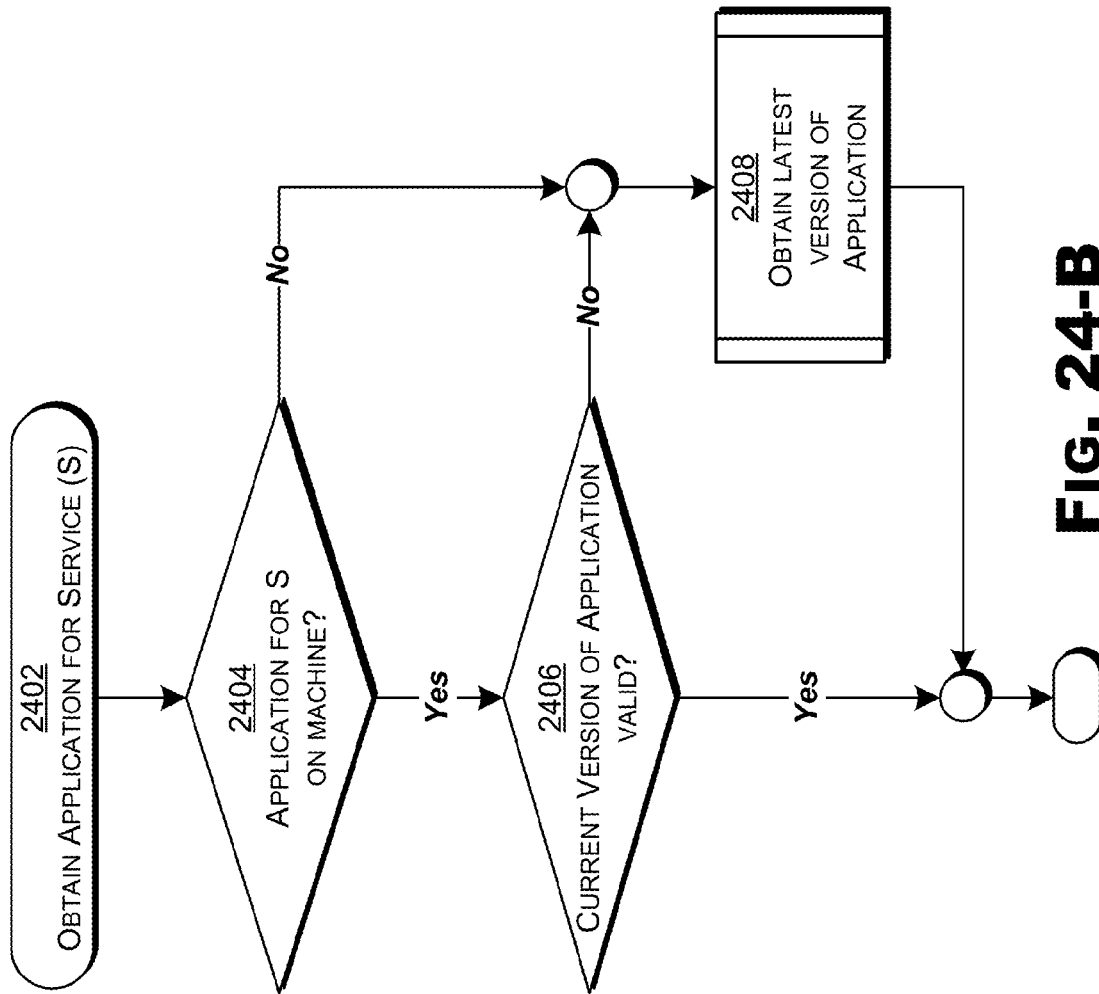 2402
OBTAIN APPLICATION FOR SERVICE (S)
2404
APPLICATION FOR S
ON MACHINE?
No
Yes
2406
CURRENT VERSION OF APPLICATION
VALID?
No
Yes
2408
OBTAIN LATEST
VERSION OF
APPLICATION
FIG. 24-B